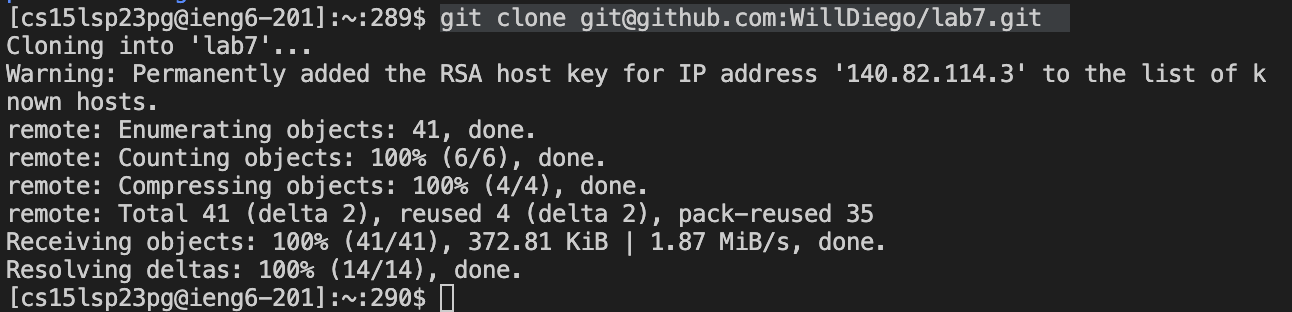 [cs15lsp23pg@ieng6-201]:~:289$ git clone git@github.com:WillDiego/lab7.git
Cloning into 'lab7'...
Warning: Permanently added the RSA host key for IP address '140.82.114.3' to the list of k
nown hosts.
remote: Enumerating objects: 41, done.
remote: Counting objects: 100% (6/6), done.
remote: Compressing objects: 100% (4/4), done.
remote: Total 41 (delta 2), reused 4 (delta 2), pack-reused 35
Receiving objects: 100% (41/41), 372.81 KiB | 1.87 MiB/s, done.
Resolving deltas: 100% (14/14), done.
[cs15lsp23pg@ieng6-201]:~:290$